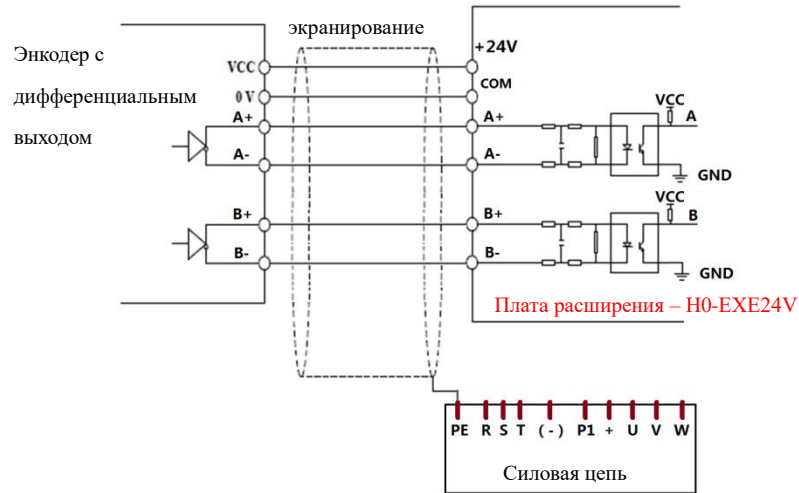 экранирование
Энкодер с
дифференциальным
выходом
VCC
0 V
A+
A-
B+
B-
+24V
COM
A+
A-
B+
B-
VCC
A
GND
VCC
B
GND
Плата расширения – H0-EXE24V
PE R S T (-) P1 + U V W
Силовая цепь